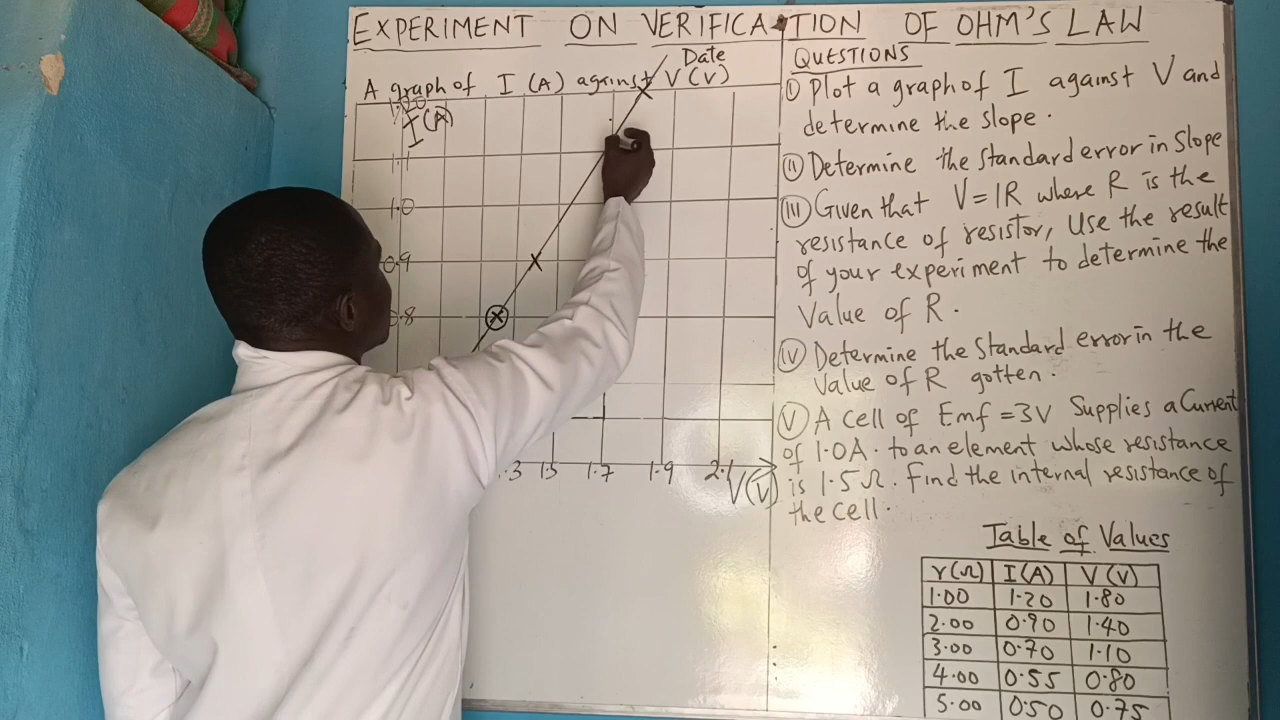 EXPERIMENT ON VERIFICATION OF OHM'S LAW
Date
A graph of I (A) against V (V)
1.20
I(A)
1.1
1.0
0.9
0.8
.3 1.5 1.7 1.9 2.1
V(V)
QUESTIONS
(I) Plot a graph of I against V and
determine the slope.
(II) Determine the standard error in slope
(III) Given that V=IR where R is the
resistance of resistor, Use the result
of your experiment to determine the
Value of R.
(IV) Determine the standard error in the
Value of R gotten.
(V) A cell of Emf =3V Supplies a Current
of 1.0A. to an element whose resistance
is 1.5Ω. Find the internal resistance of
the cell.
Table of Values
r(Ω) I(A) V(V)
1.00 1.20 1.80
2.00 0.90 1.40
3.00 0.70 1.10
4.00 0.55 0.80
5.00 0.50 0.75